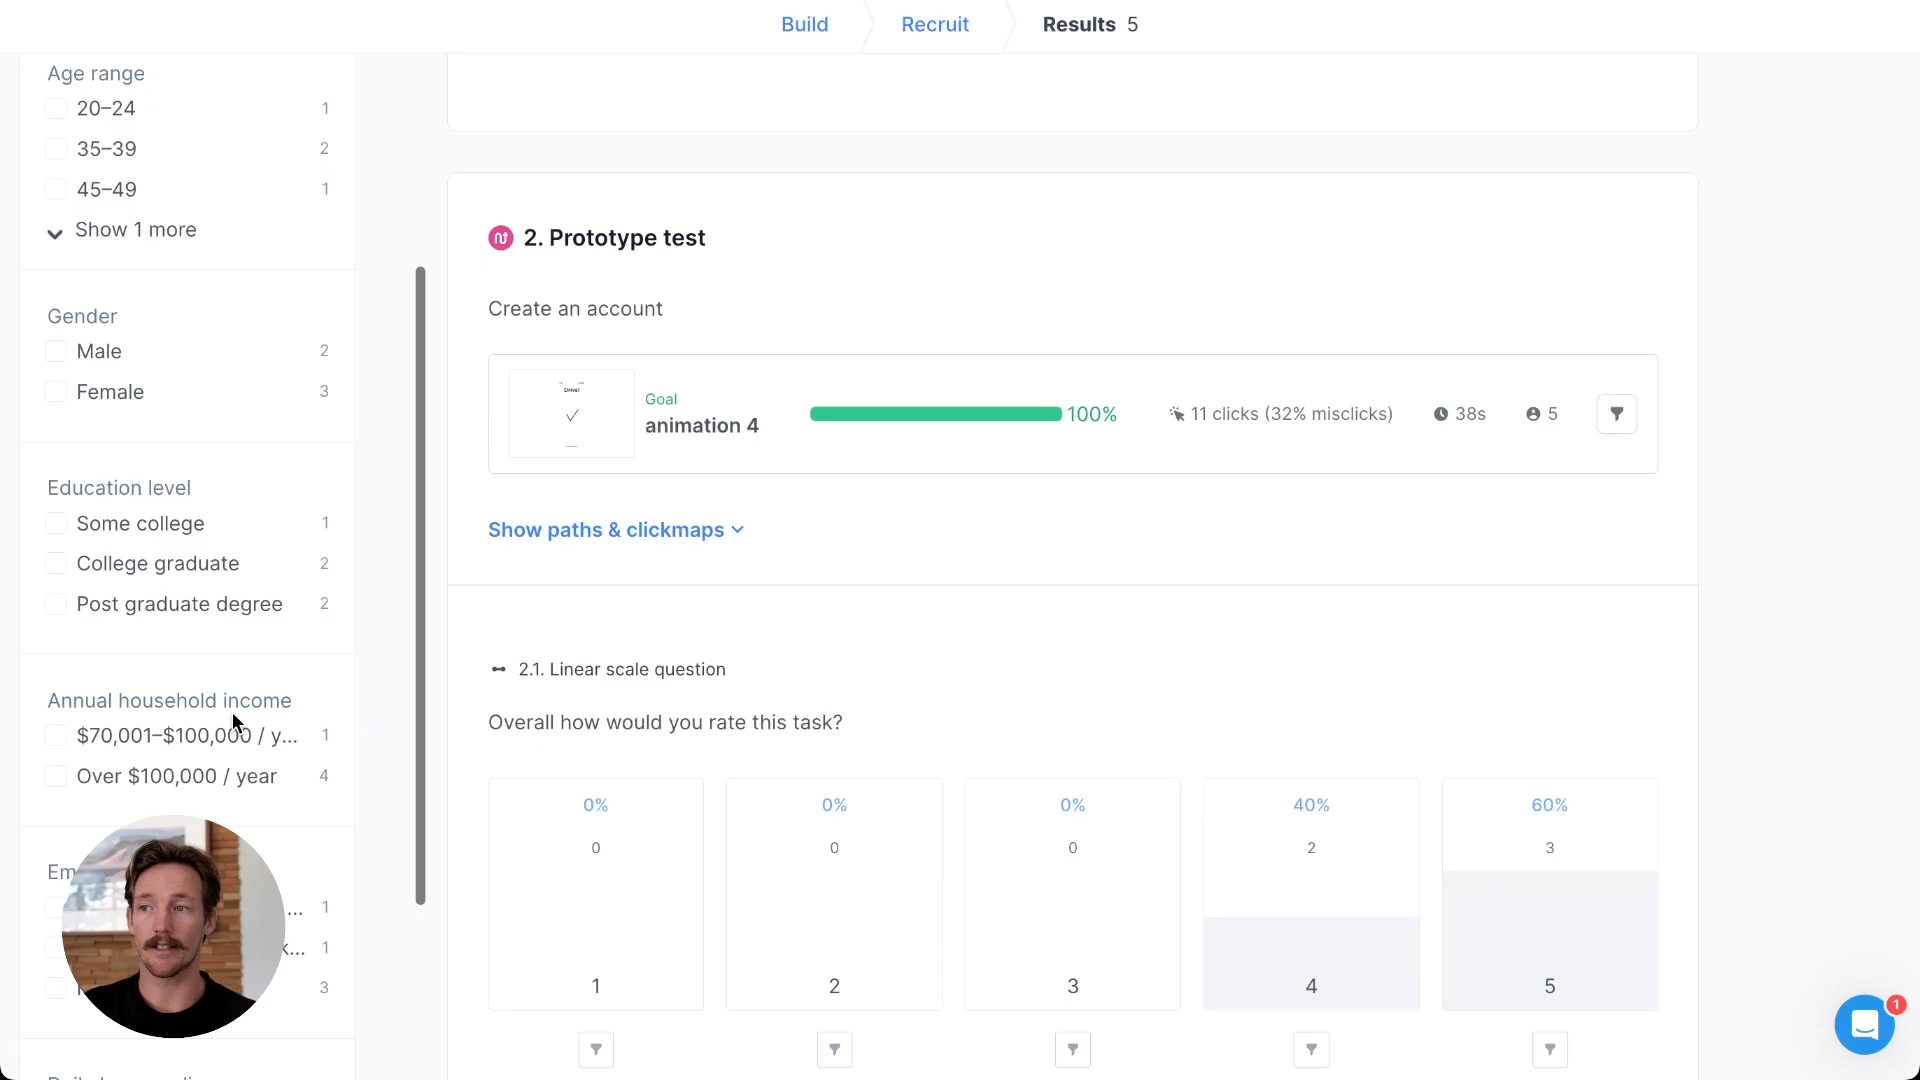 Build
Recruit
Results 5
Age range
20–24 1
35–39 2
45–49 1
Show 1 more
Gender
Male 2
Female 3
Education level
Some college 1
College graduate 2
Post graduate degree 2
Annual household income
$70,001–$100,000 / y... 1
Over $100,000 / year 4
Em
... 1
k... 1
3
2. Prototype test
Create an account
Drive!
Goal
animation 4
100%
11 clicks (32% misclicks)
38s
5
Show paths & clickmaps
2.1. Linear scale question
Overall how would you rate this task?
0% 0% 0% 40% 60%
0 0 0 2 3
1 2 3 4 5
1